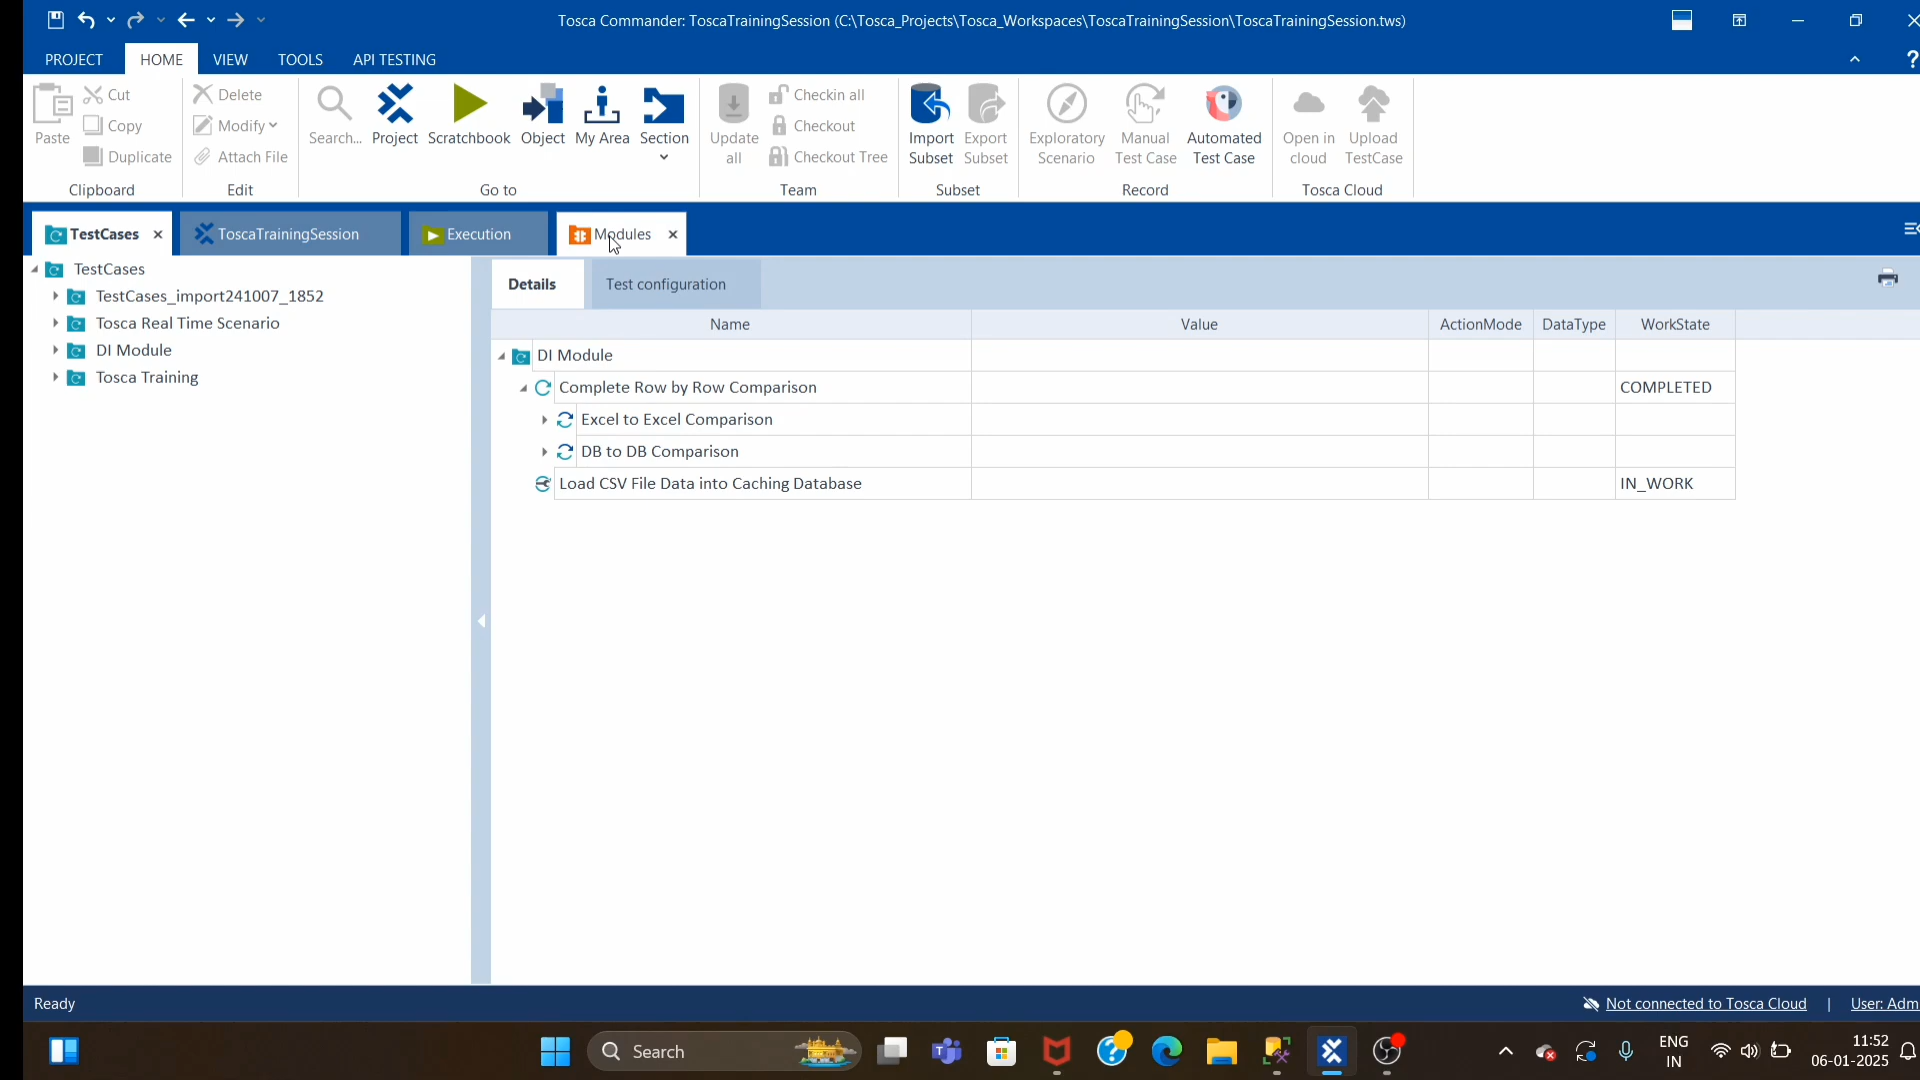 Tosca Commander: ToscaTrainingSession (C:\Tosca_Projects\Tosca_Workspaces\ToscaTrainingSession\ToscaTrainingSession.tws)
PROJECT HOME VIEW TOOLS API TESTING
Paste
Cut
Copy
Duplicate
Clipboard
Delete
Modify
Attach File
Edit
Search...
Project
Scratchbook
Object
My Area
Section
Go to
Update all
Checkin all
Checkout
Checkout Tree
Team
Import Subset
Export Subset
Subset
Exploratory Scenario
Manual Test Case
Automated Test Case
Record
Open in cloud
Upload TestCase
Tosca Cloud
TestCases ToscaTrainingSession Execution Modules
TestCases
TestCases_import241007_1852
Tosca Real Time Scenario
DI Module
Tosca Training
Details Test configuration
Name Value ActionMode DataType WorkState
DI Module
Complete Row by Row Comparison COMPLETED
Excel to Excel Comparison
DB to DB Comparison
Load CSV File Data into Caching Database IN_WORK
Ready
Not connected to Tosca Cloud | User: Adm
Search
ENG
IN
11:52
06-01-2025